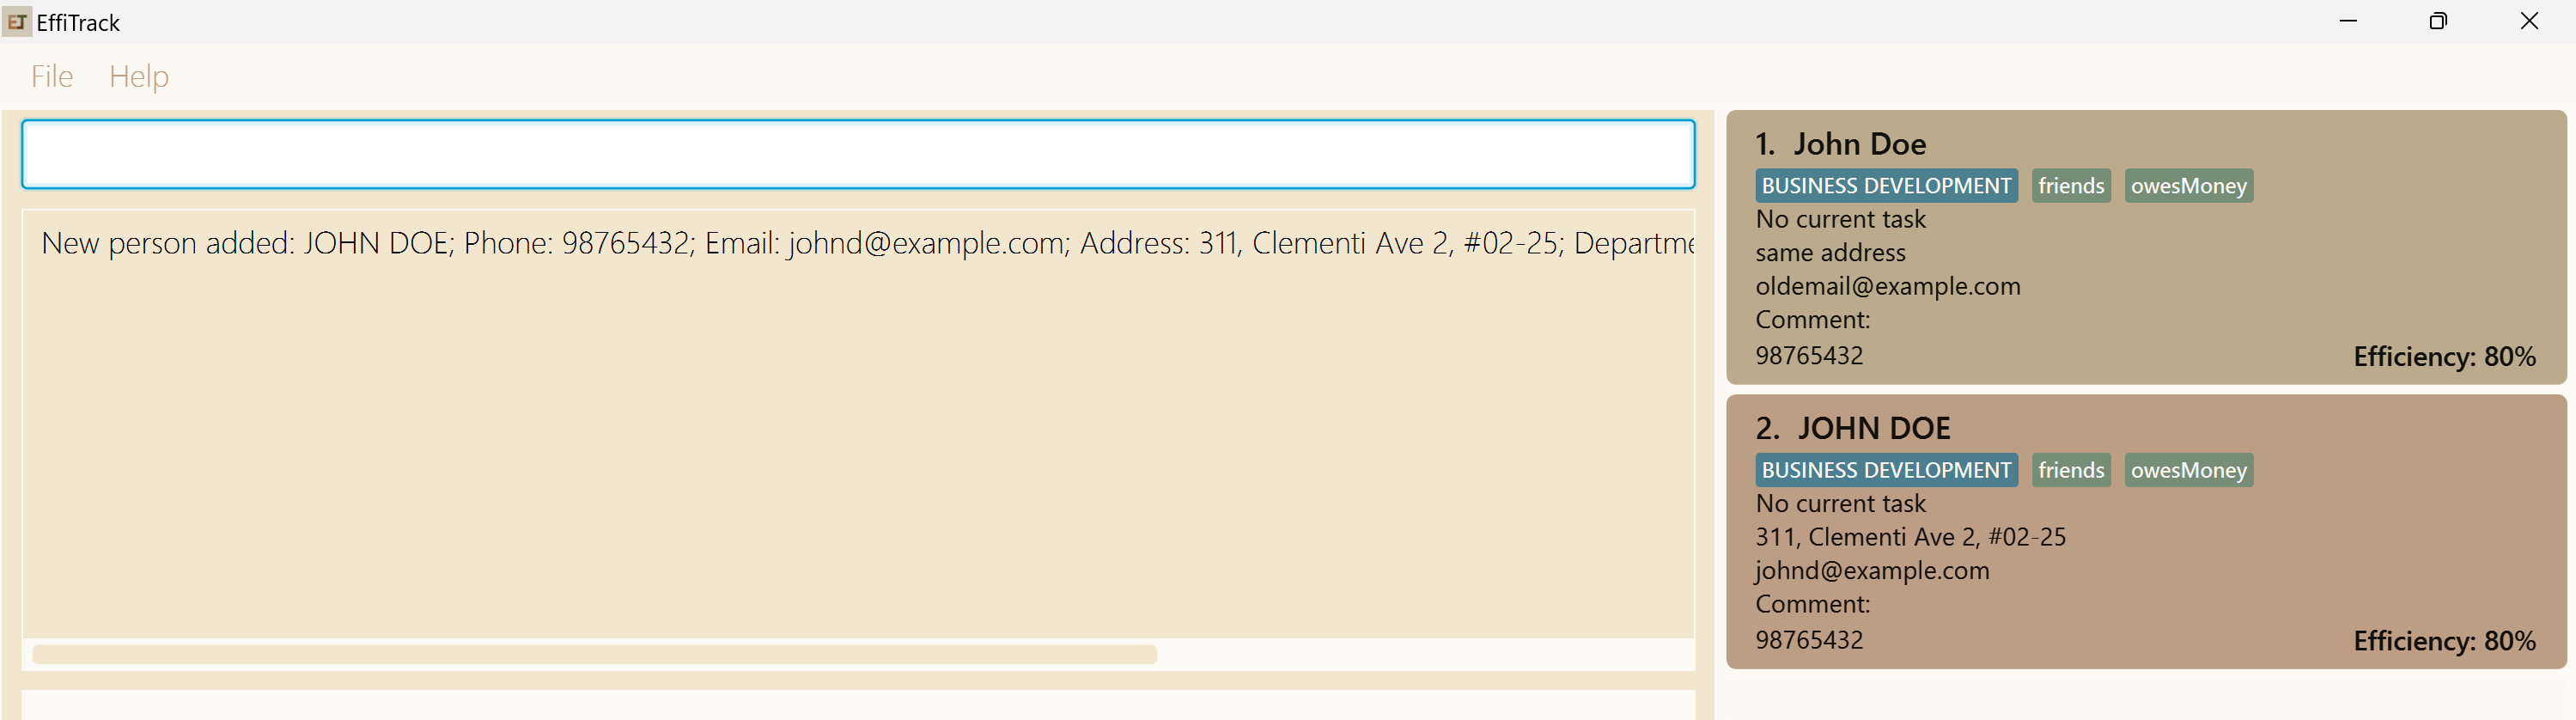 ET EffiTrack
File Help
New person added: JOHN DOE; Phone: 98765432; Email: johnd@example.com; Address: 311, Clementi Ave 2, #02-25; Departme
1. John Doe
BUSINESS DEVELOPMENT friends owesMoney
No current task
same address
oldemail@example.com
Comment:
98765432 Efficiency: 80%
2. JOHN DOE
BUSINESS DEVELOPMENT friends owesMoney
No current task
311, Clementi Ave 2, #02-25
johnd@example.com
Comment:
98765432 Efficiency: 80%